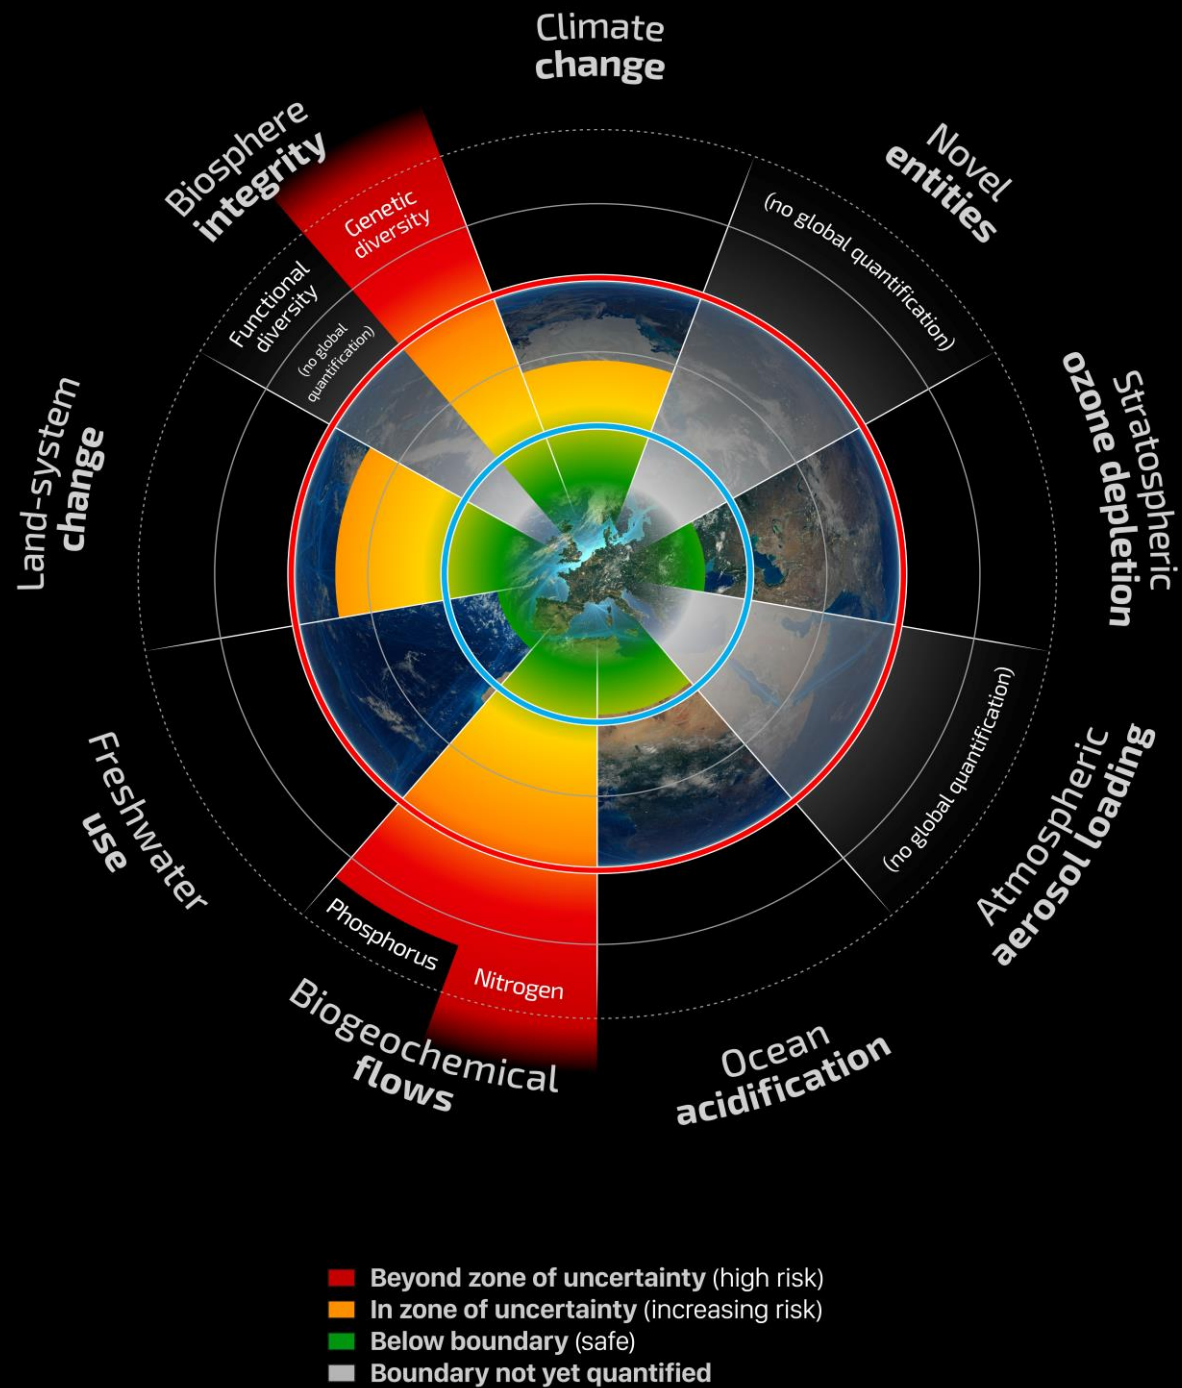 Climate
change
Novel
entities
(no global quantification)
Stratospheric
ozone depletion
Atmospheric
aerosol loading
(no global quantification)
Ocean
acidification
Biogeochemical
flows
Phosphorus
Nitrogen
Freshwater
use
Land-system
change
Biosphere
integrity
Genetic
diversity
Functional
diversity
(no global
quantification)
Beyond zone of uncertainty (high risk)
In zone of uncertainty (increasing risk)
Below boundary (safe)
Boundary not yet quantified